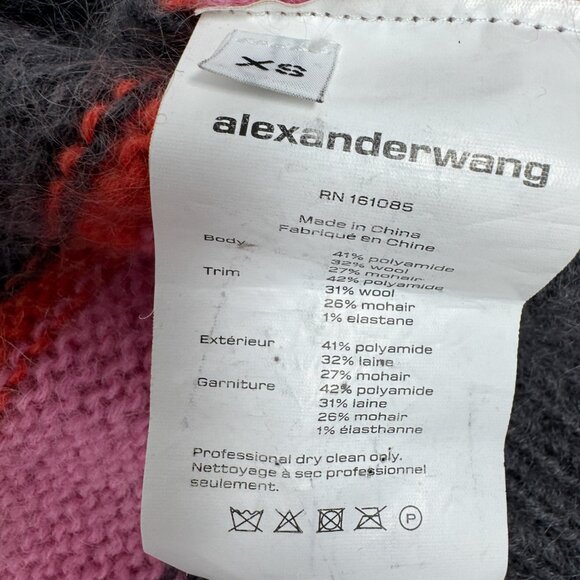 XS
alexanderwang
RN 161085
Made in China
Fabriqué en Chine
Body 41% polyamide
32% wool
27% mohair
Trim 42% polyamide
31% wool
26% mohair
1% elastane
Extérieur 41% polyamide
32% laine
27% mohair
Garniture 42% polyamide
31% laine
26% mohair
1% élasthanne
Professional dry clean only.
Nettoyage à sec professionnel
seulement.
P